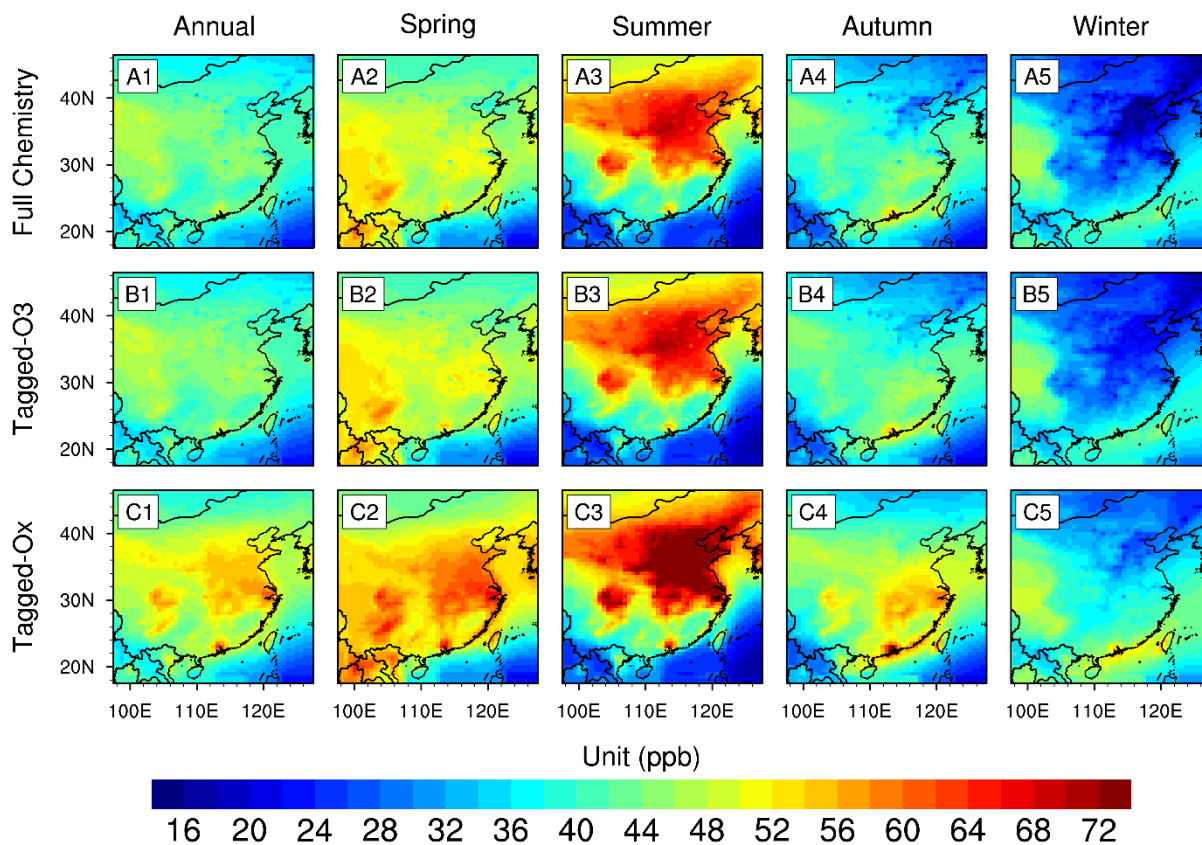 Annual Spring Summer Autumn Winter
Full Chemistry
A1 A2 A3 A4 A5
40N
30N
20N
Tagged-O3
B1 B2 B3 B4 B5
40N
30N
20N
Tagged-Ox
C1 C2 C3 C4 C5
40N
30N
20N
100E 110E 120E 100E 110E 120E 100E 110E 120E 100E 110E 120E 100E 110E 120E
Unit (ppb)
16 20 24 28 32 36 40 44 48 52 56 60 64 68 72